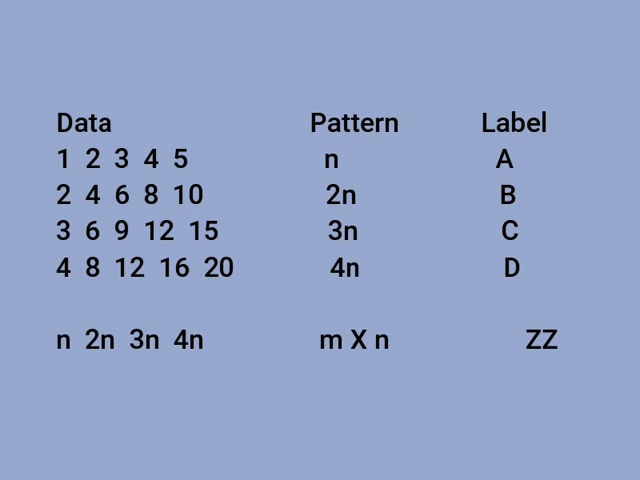 Data Pattern Label
1 2 3 4 5 n A
2 4 6 8 10 2n B
3 6 9 12 15 3n C
4 8 12 16 20 4n D
n 2n 3n 4n m X n ZZ